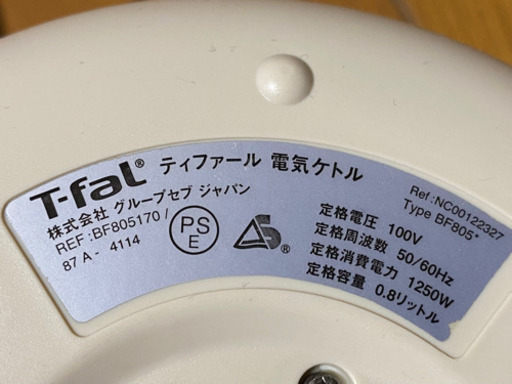 T-faL® ティファール 電気ケトル
株式会社 グループセブ ジャパン
REF:BF805170 /
87 A - 4114
PS
E
S
®
Ref:NC00122327
Type BF805*
定格電圧 100V
定格周波数 50/60Hz
定格消費電力 1250W
定格容量 0.8リットル